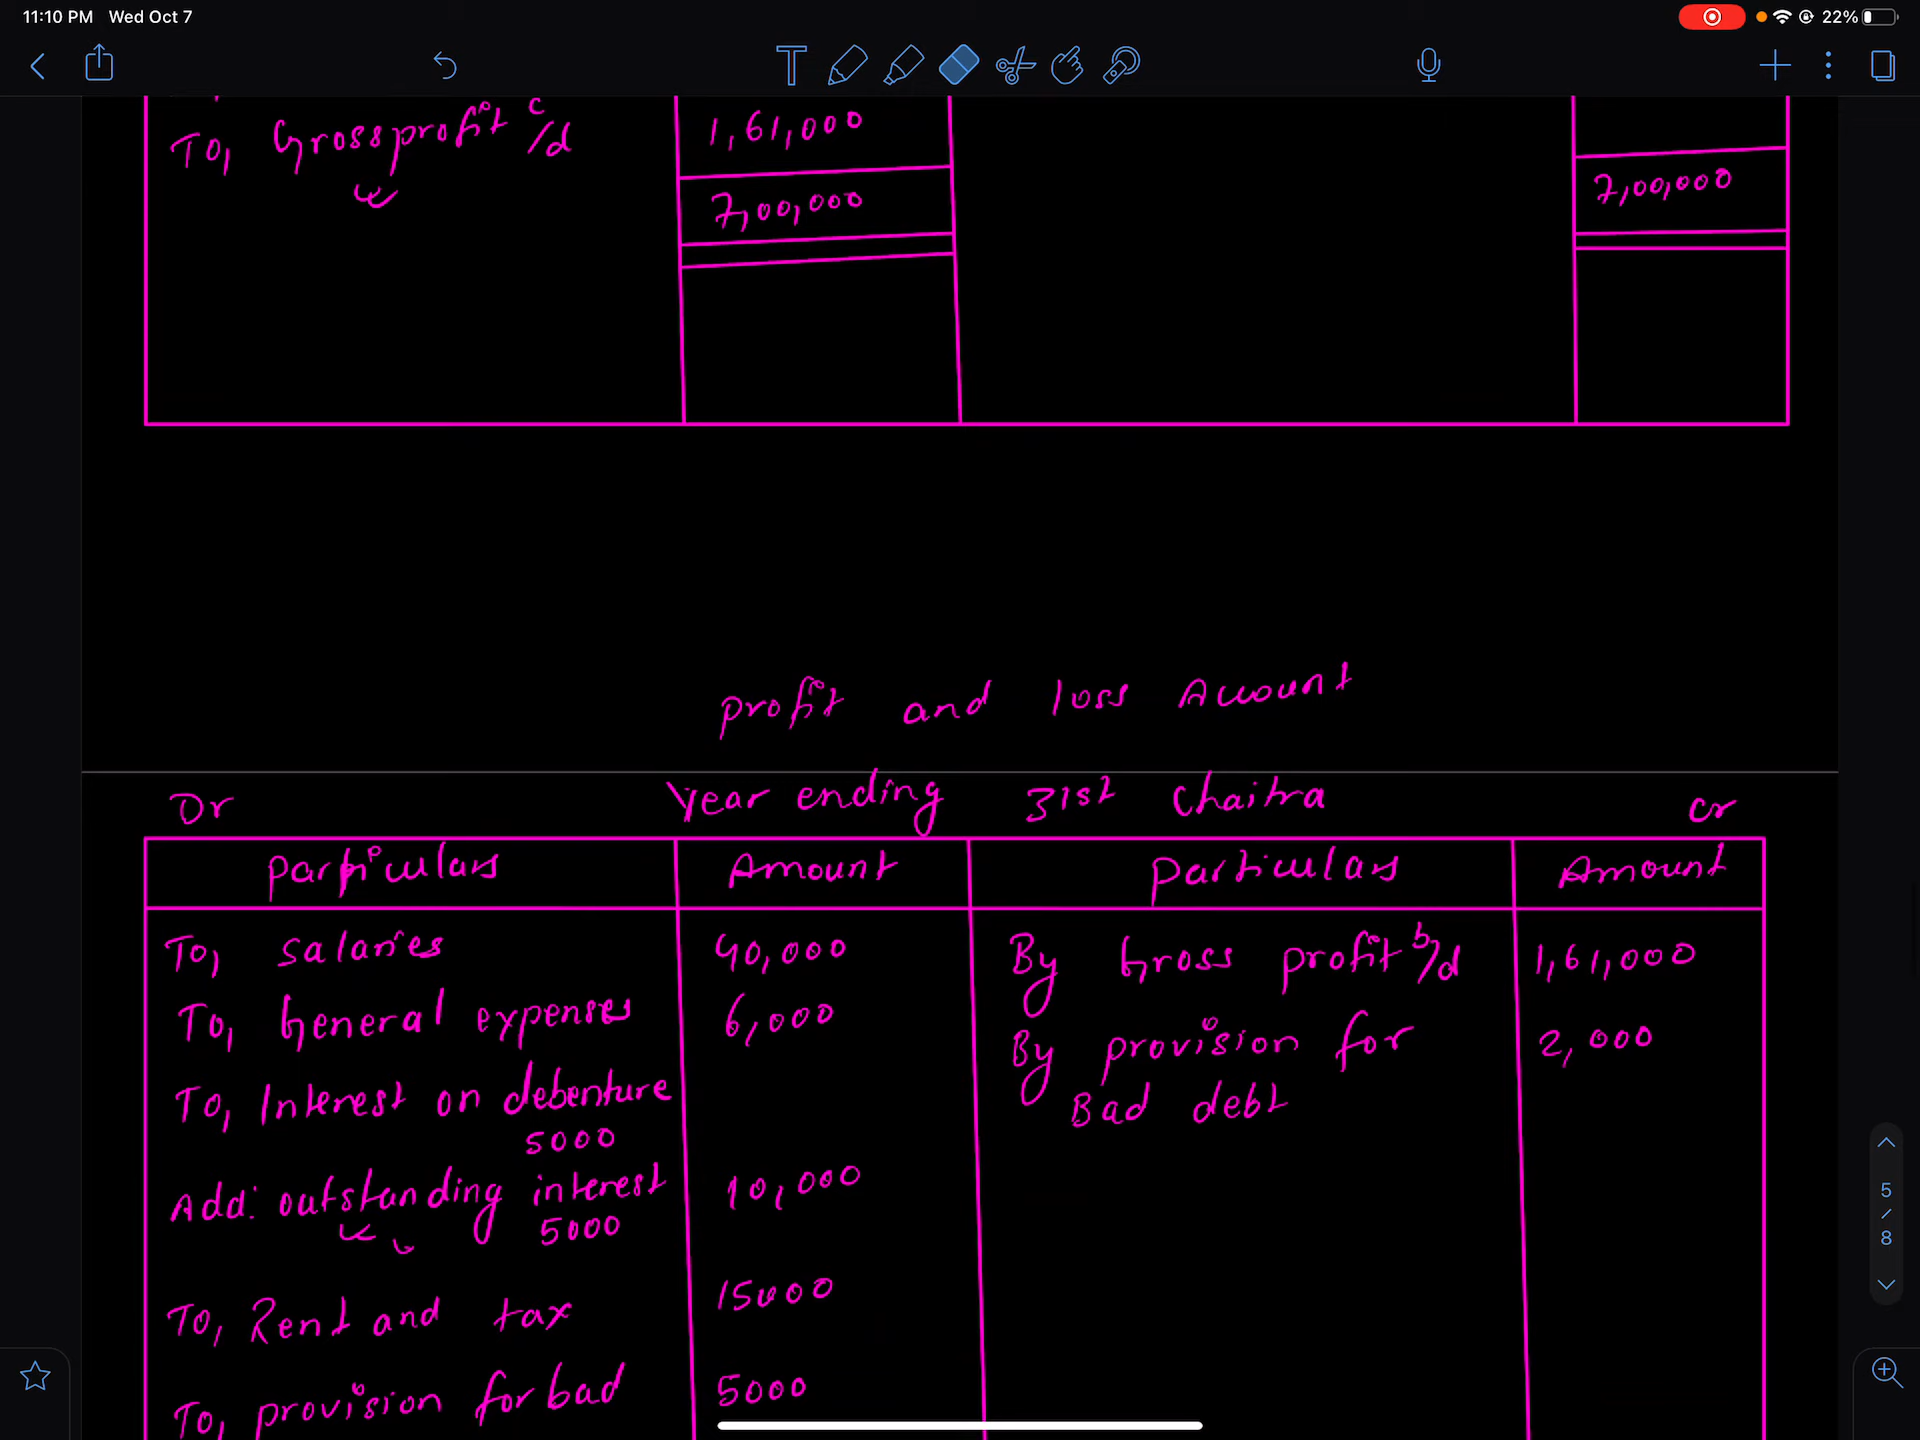 11:10 PM Wed Oct 7 22%
To, Gross profit c/d 1,61,000
7,00,000 7,00,000
profit and loss Account
Dr Year ending 31st Chaitra cr
particulars Amount particulars Amount
To, salaries 40,000 By Gross profit b/d 1,61,000
To, General expenses 6,000 By provision for 2,000
Bad debt
To, Interest on debenture
5000
Add: outstanding interest 10,000
5000
To, Rent and tax 15000
To, provision for bad 5000
5
/
8